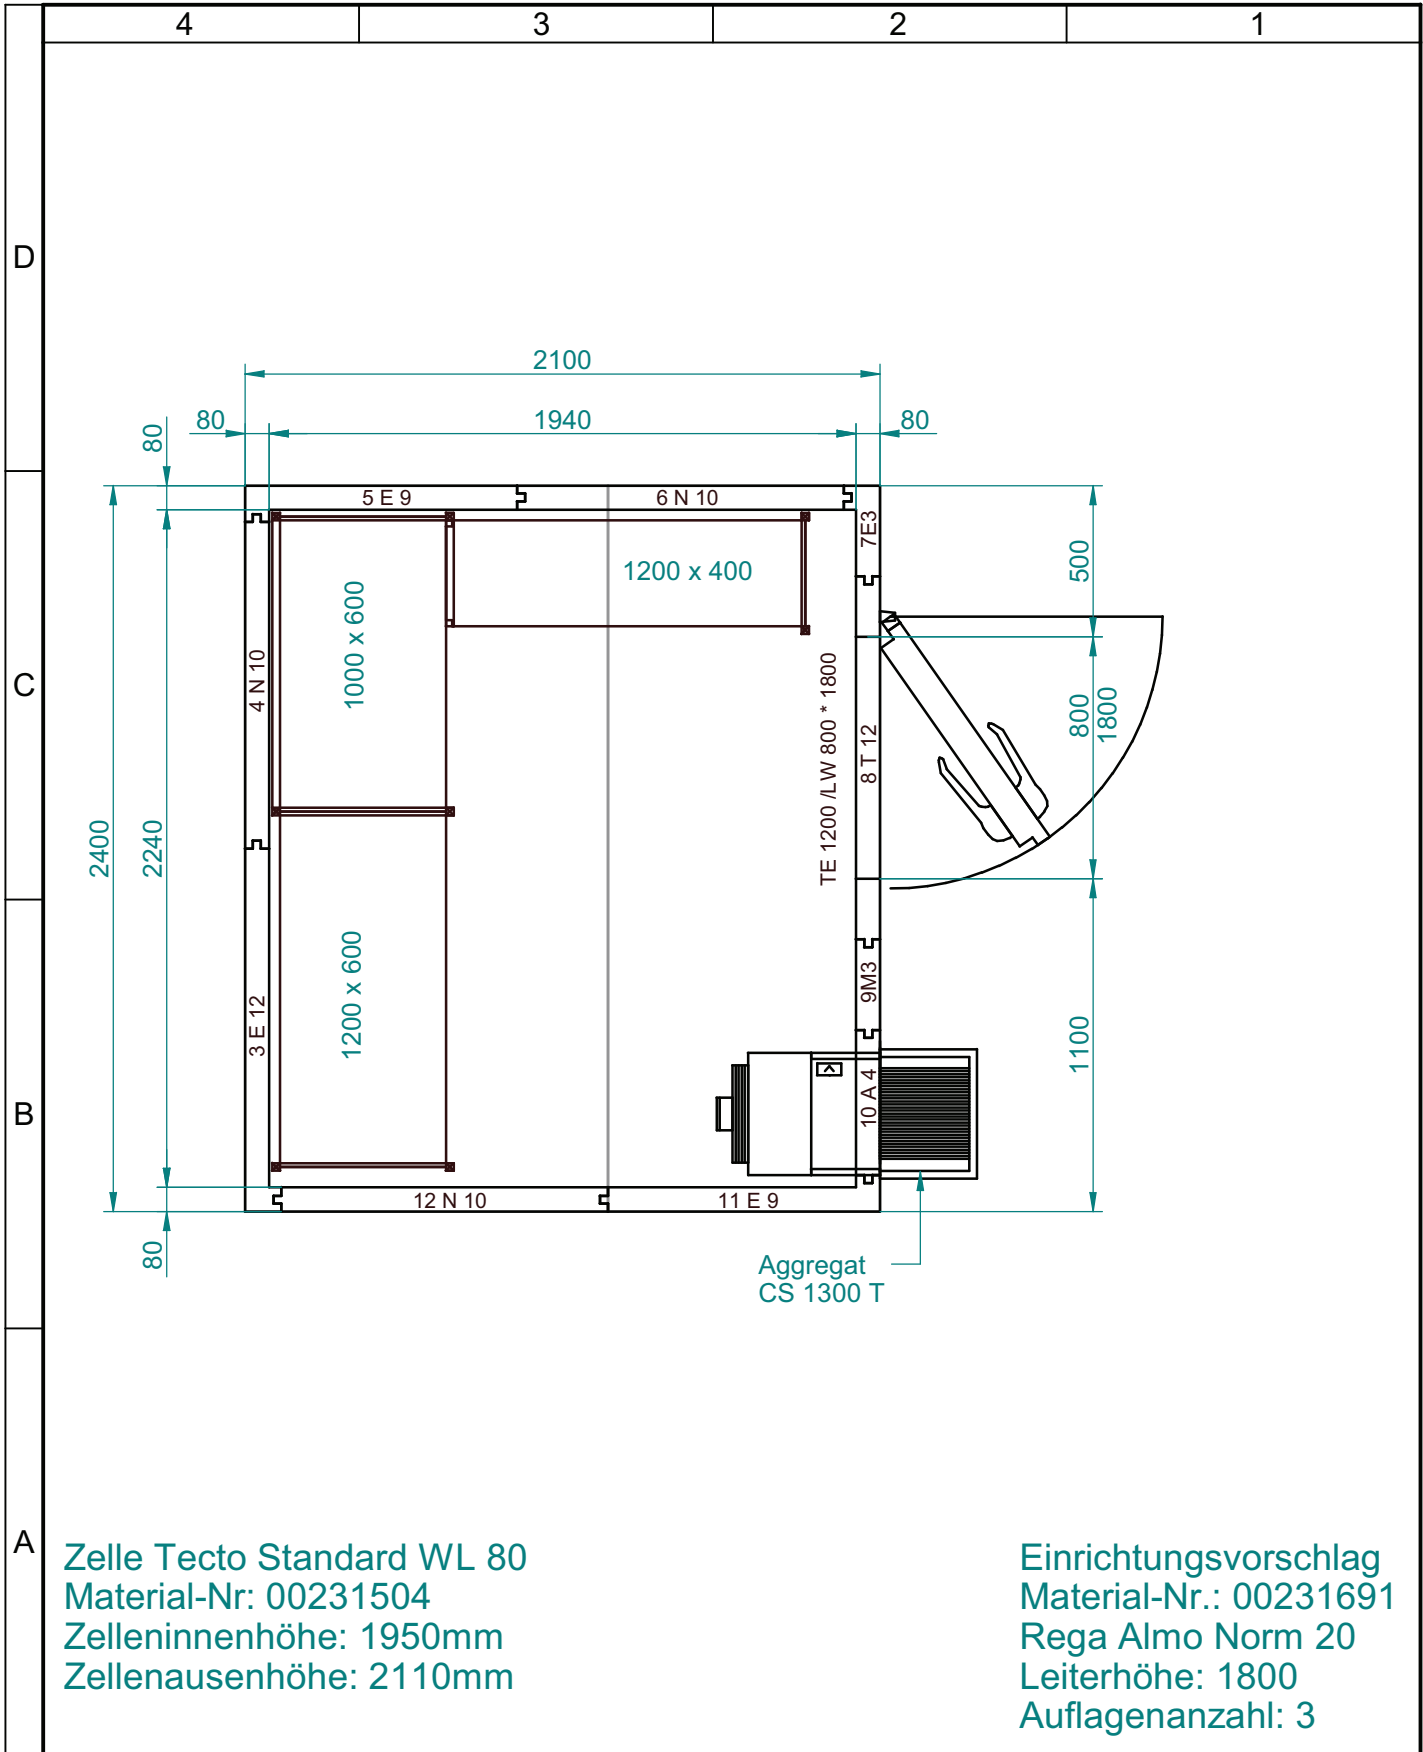 4 3 2 1
D
C
B
A
2100
80 1940 80
80
5 E 9 6 N 10
7E3
1200 x 400
500
1000 x 600
4 N 10
TE 1200 /LW 800 * 1800
8 T 12
800
1800
2400
2240
3 E 12
1200 x 600
9M3
1100
10 A 4
12 N 10 11 E 9
80
Aggregat
CS 1300 T
Zelle Tecto Standard WL 80
Material-Nr: 00231504
Zelleninnenhöhe: 1950mm
Zellenausenhöhe: 2110mm
Einrichtungsvorschlag
Material-Nr.: 00231691
Rega Almo Norm 20
Leiterhöhe: 1800
Auflagenanzahl: 3